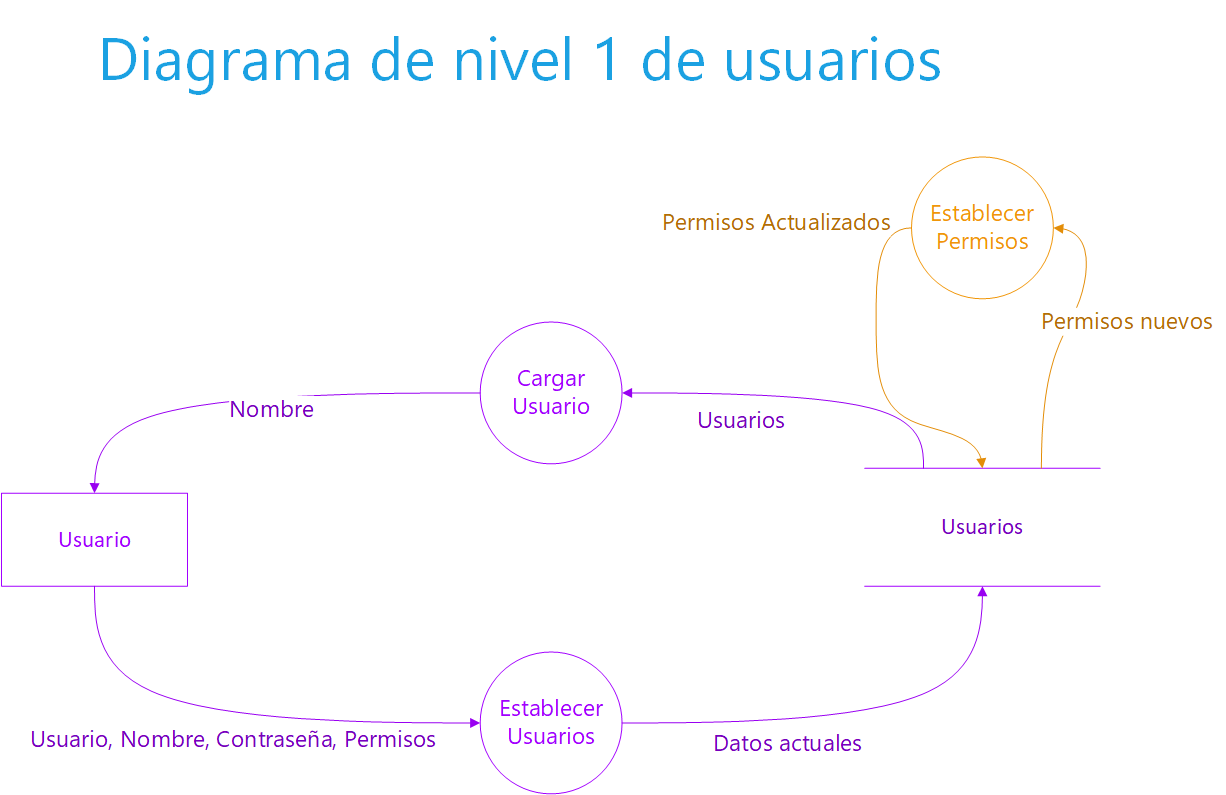 Diagrama de nivel 1 de usuarios
Permisos Actualizados
Establecer
Permisos
Permisos nuevos
Cargar
Usuario
Nombre
Usuarios
Usuario
Usuarios
Establecer
Usuarios
Usuario, Nombre, Contraseña, Permisos
Datos actuales